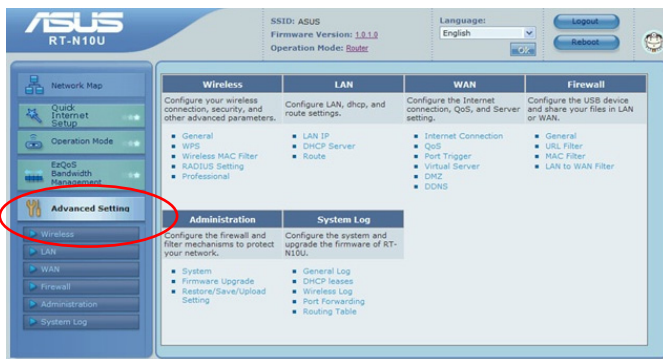 ASUS
RT-N10U
SSID: ASUS
Firmware Version: 1.0.1.0
Operation Mode: Router
Language:
English
OK
Logout
Reboot
Network Map
Quick
Internet
Setup
Operation Mode
EzQoS
Bandwidth
Management
Advanced Setting
Wireless
LAN
WAN
Firewall
Administration
System Log
Wireless
Configure your wireless
connection, security, and
other advanced parameters.
General
WPS
Wireless MAC Filter
RADIUS Setting
Professional
LAN
Configure LAN, dhcp, and
route settings.
LAN IP
DHCP Server
Route
WAN
Configure the Internet
connection, QoS, and Server
setting.
Internet Connection
QoS
Port Trigger
Virtual Server
DMZ
DDNS
Firewall
Configure the USB device
and share your files in LAN
or WAN.
General
URL Filter
MAC Filter
LAN to WAN Filter
Administration
Configure the firewall and
filter mechanisms to protect
your network.
System
Firmware Upgrade
Restore/Save/Upload
Setting
System Log
Configure the system and
upgrade the firmware of RT-
N10U.
General Log
DHCP leases
Wireless Log
Port Forwarding
Routing Table